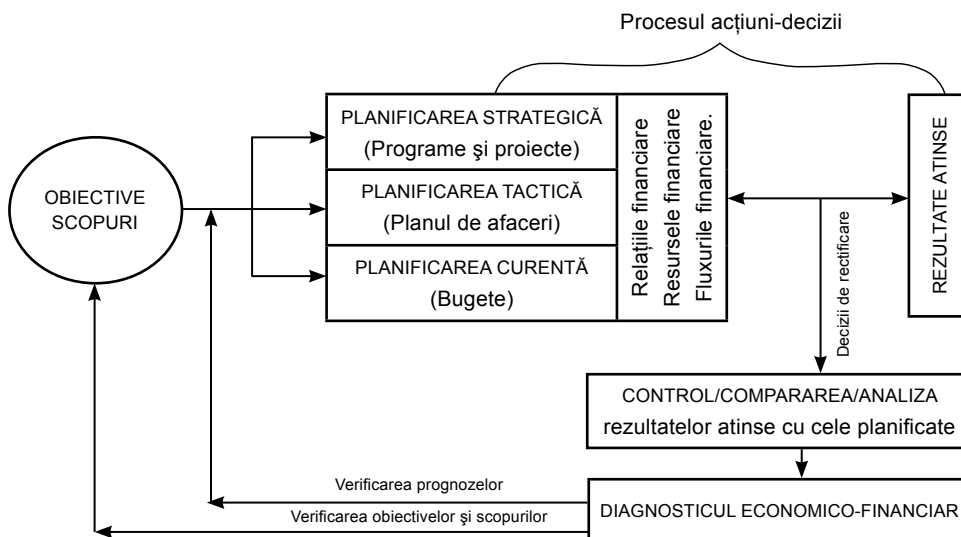 Procesul acțiuni-decizii
OBIECTIVE
SCOPURI
PLANIFICAREA STRATEGICĂ
(Programe şi proiecte)
PLANIFICAREA TACTICĂ
(Planul de afaceri)
PLANIFICAREA CURENTĂ
(Bugete)
Relațiile financiare
Resursele financiare
Fluxurile financiare.
REZULTATE ATINSE
Decizii de rectificare
CONTROL/COMPARAREA/ANALIZA
rezultatelor atinse cu cele planificate
Verificarea prognozelor
Verificarea obiectivelor şi scopurilor
DIAGNOSTICUL ECONOMICO-FINANCIAR